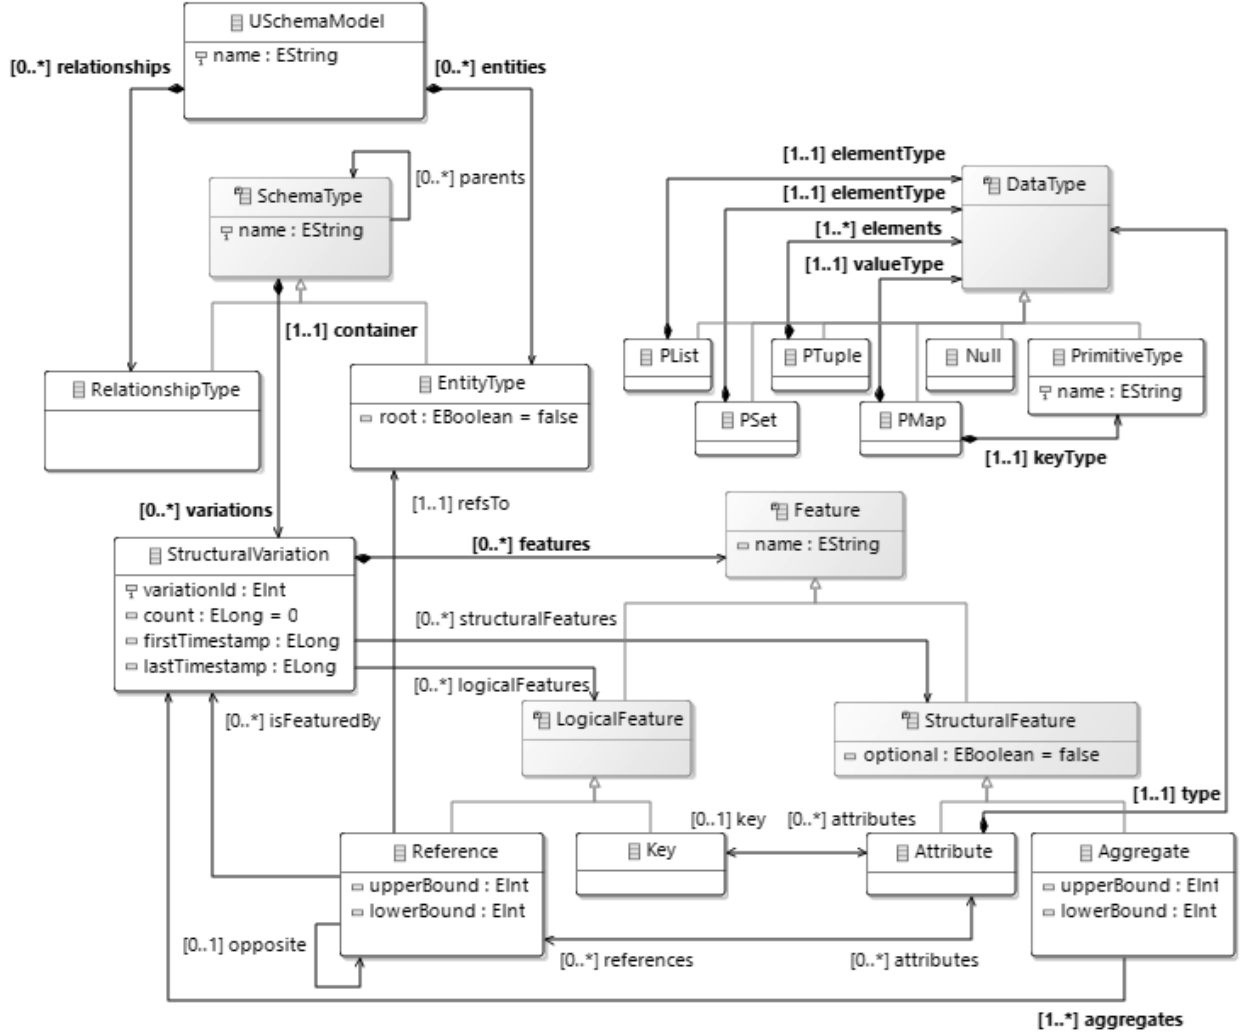 USchemaModel
name : EString
[0..*] relationships
[0..*] entities
[1..1] elementType
[0..*] parents
SchemaType
name : EString
DataType
[1..1] elementType
[1..*] elements
[1..1] valueType
[1..1] container
PList
PTuple
Null
PrimitiveType
name : EString
RelationshipType
EntityType
root : EBoolean = false
PSet
PMap
[1..1] keyType
[0..*] variations
[1..1] refsTo
Feature
name : EString
StructuralVariation
variationId : EInt
count : ELong = 0
firstTimestamp : ELong
lastTimestamp : ELong
[0..*] features
[0..*] structuralFeatures
[0..*] logicalFeatures
[0..*] isFeaturedBy
LogicalFeature
StructuralFeature
optional : EBoolean = false
[1..1] type
[0..1] key
[0..*] attributes
Reference
upperBound : EInt
lowerBound : EInt
Key
Attribute
Aggregate
upperBound : EInt
lowerBound : EInt
[0..1] opposite
[0..*] references
[0..*] attributes
[1..*] aggregates